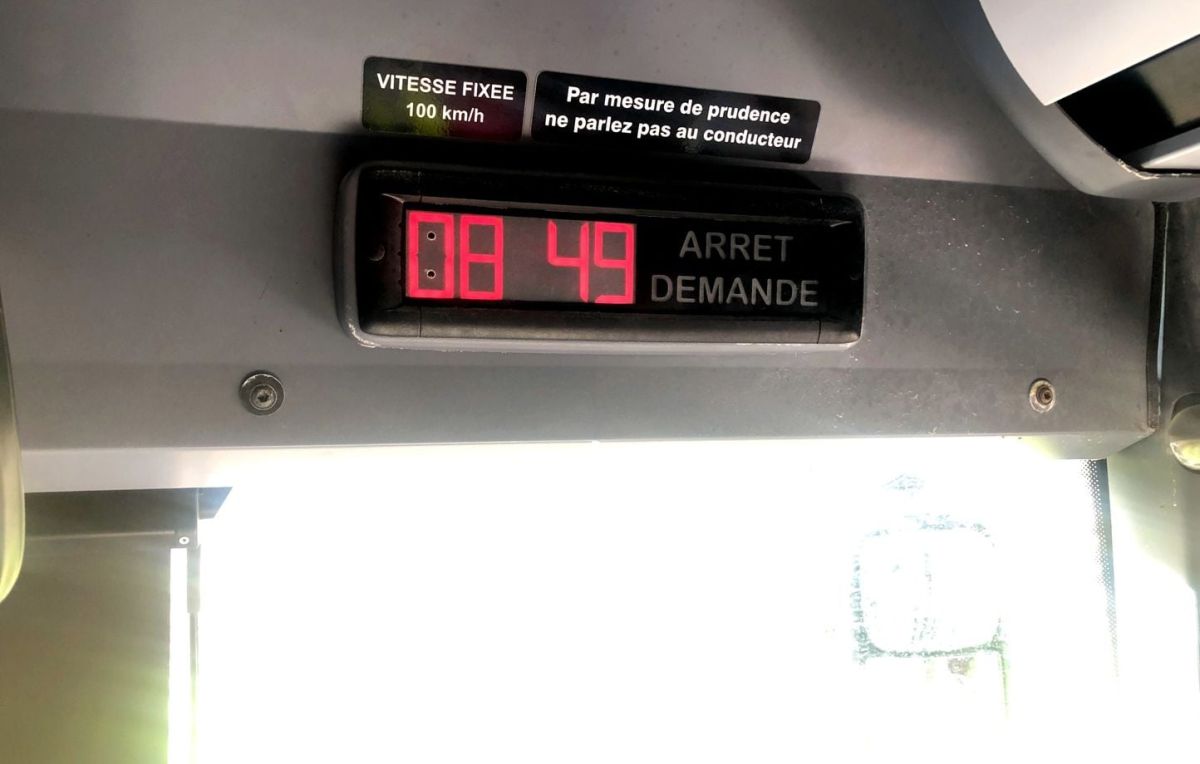 VITESSE FIXEE
100 km/h
Par mesure de prudence
ne parlez pas au conducteur
08 49
ARRET
DEMANDE